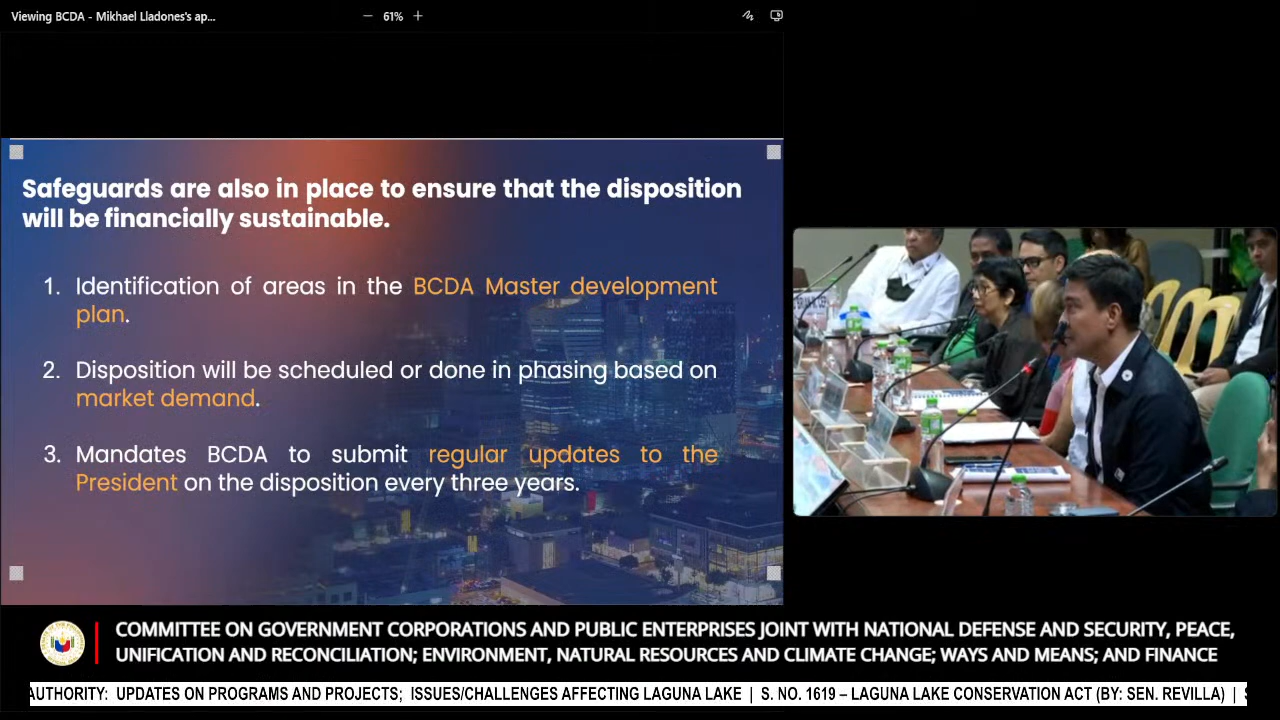 Viewing BCDA - Mikhael Lladones's ap...
61%
Safeguards are also in place to ensure that the disposition
will be financially sustainable.
1. Identification of areas in the BCDA Master development
plan.
2. Disposition will be scheduled or done in phasing based on
market demand.
3. Mandates BCDA to submit regular updates to the
President on the disposition every three years.
COMMITTEE ON GOVERNMENT CORPORATIONS AND PUBLIC ENTERPRISES JOINT WITH NATIONAL DEFENSE AND SECURITY, PEACE,
UNIFICATION AND RECONCILIATION; ENVIRONMENT, NATURAL RESOURCES AND CLIMATE CHANGE; WAYS AND MEANS; AND FINANCE
AUTHORITY: UPDATES ON PROGRAMS AND PROJECTS; ISSUES/CHALLENGES AFFECTING LAGUNA LAKE | S. NO. 1619 – LAGUNA LAKE CONSERVATION ACT (BY: SEN. REVILLA) |